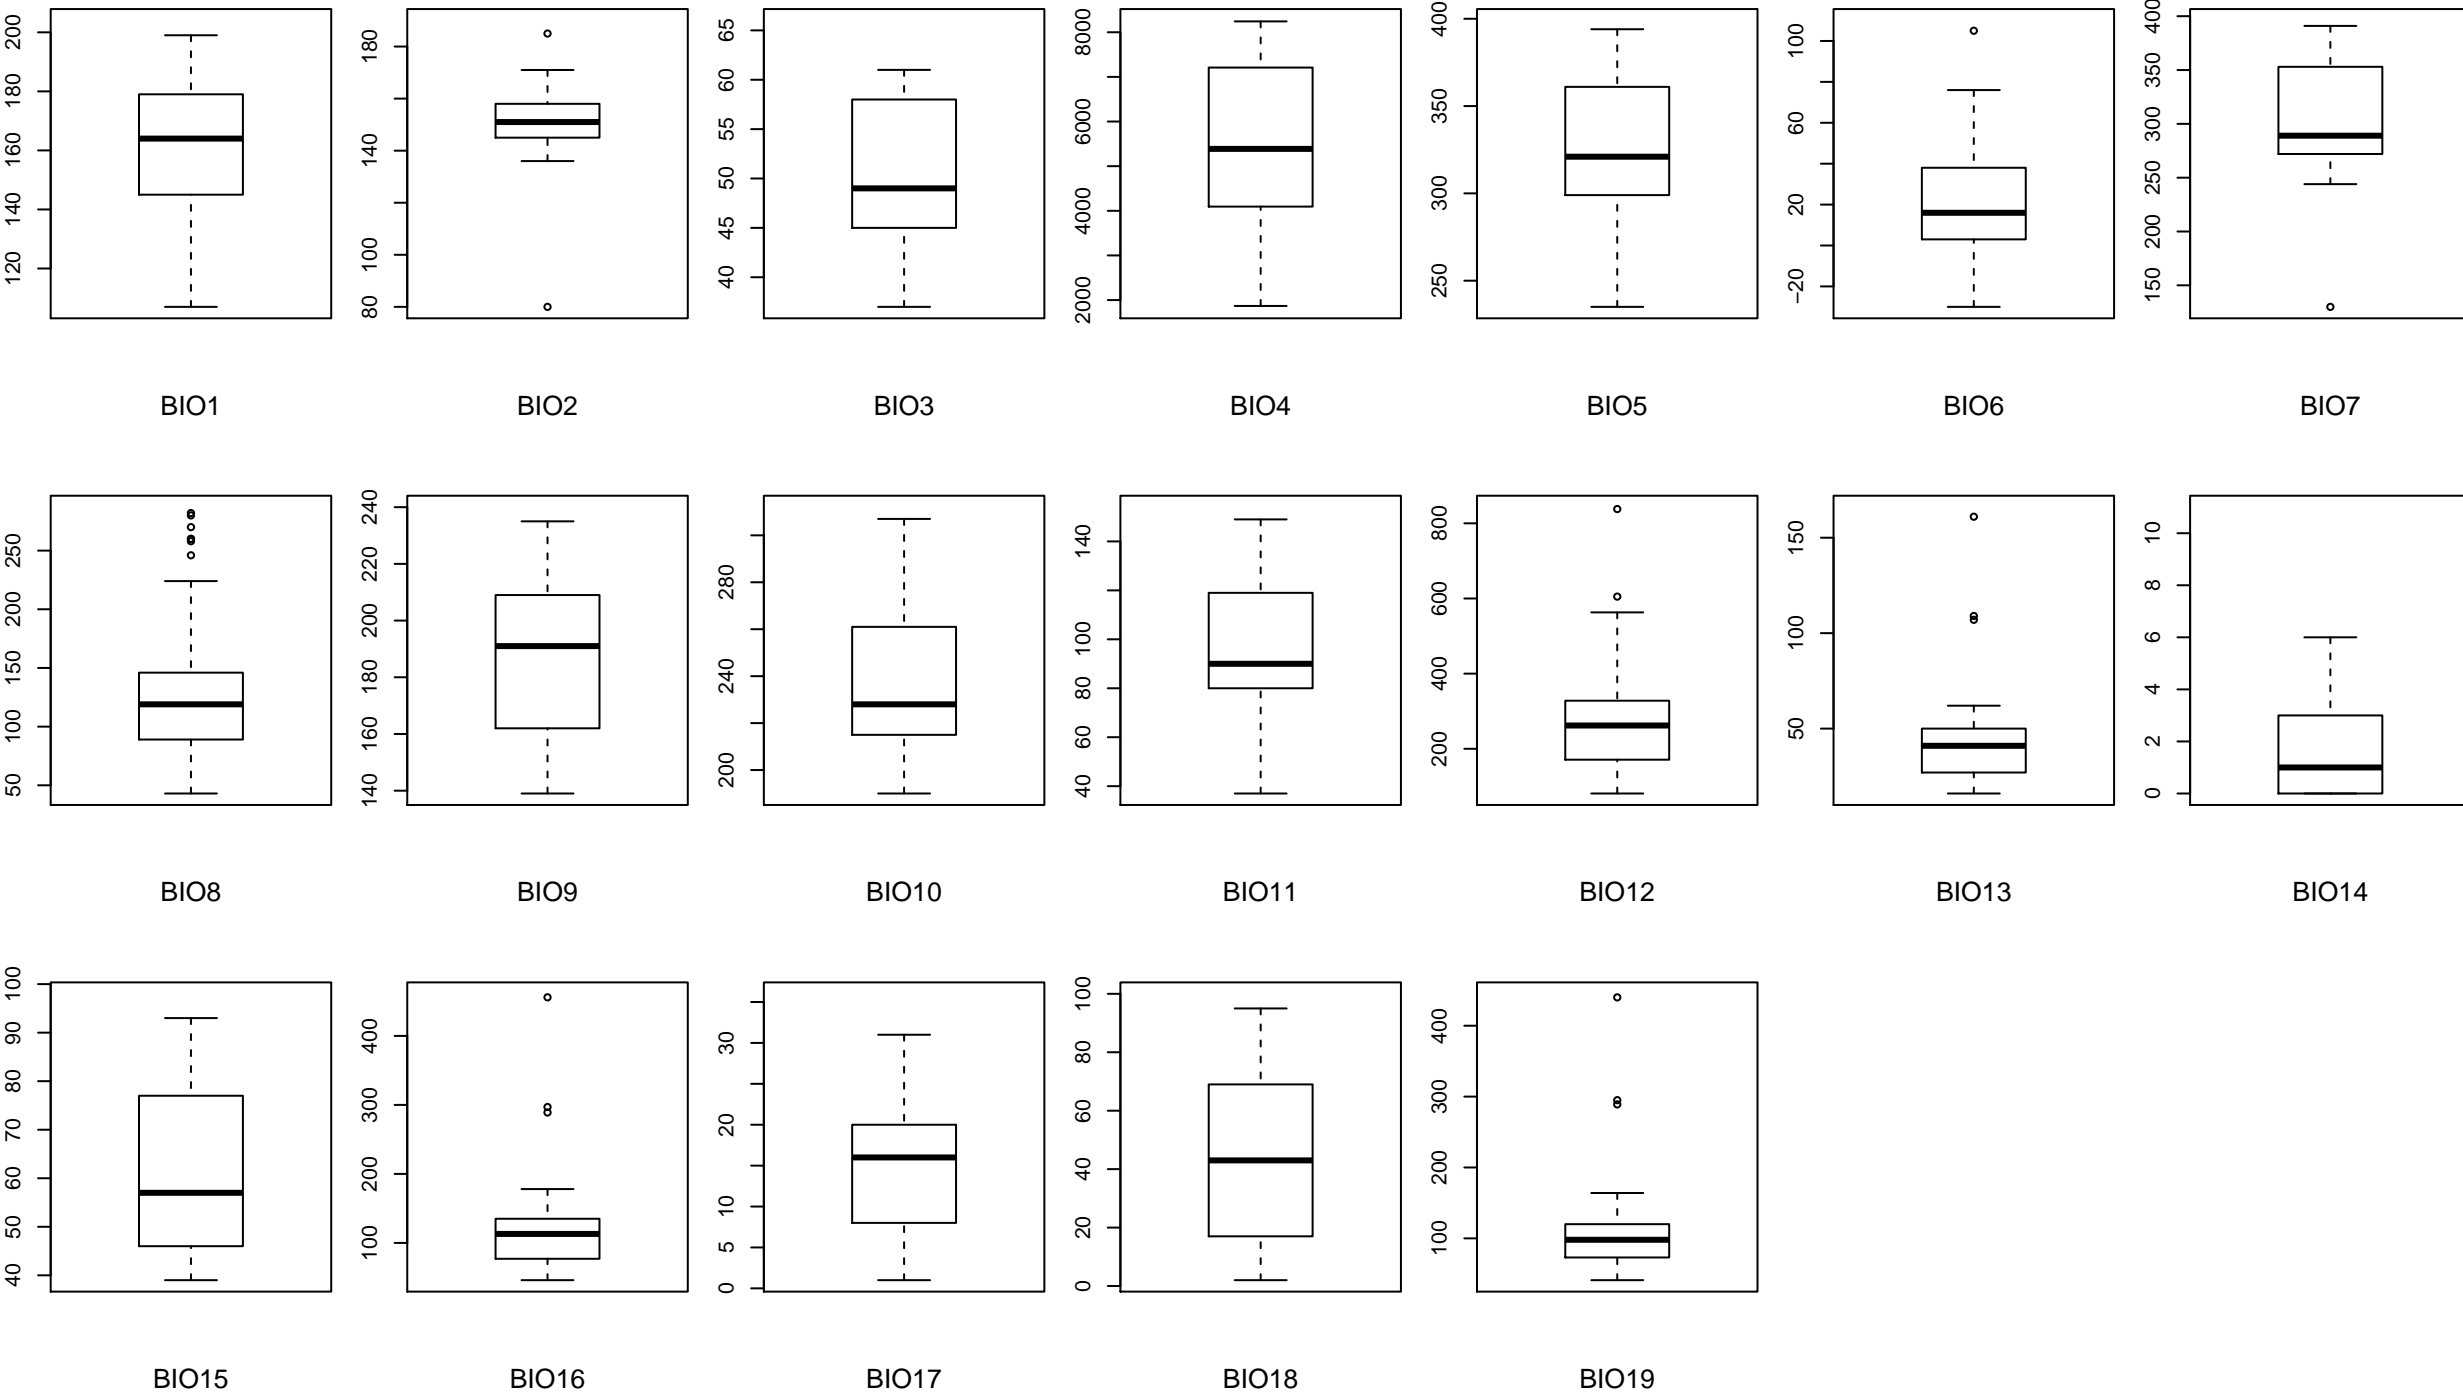 120 140 160 180 200
80 100 140 180
40 45 50 55 60 65
2000 4000 6000 8000
250 300 350 400
−20 20 60 100
150 200 250 300 350 400
BIO1 BIO2 BIO3 BIO4 BIO5 BIO6 BIO7
50 100 150 200 250
140 160 180 200 220 240
200 240 280
40 60 80 100 140
200 400 600 800
50 100 150
0 2 4 6 8 10
BIO8 BIO9 BIO10 BIO11 BIO12 BIO13 BIO14
40 50 60 70 80 90 100
100 200 300 400
0 5 10 20 30
0 20 40 60 80 100
100 200 300 400
BIO15 BIO16 BIO17 BIO18 BIO19